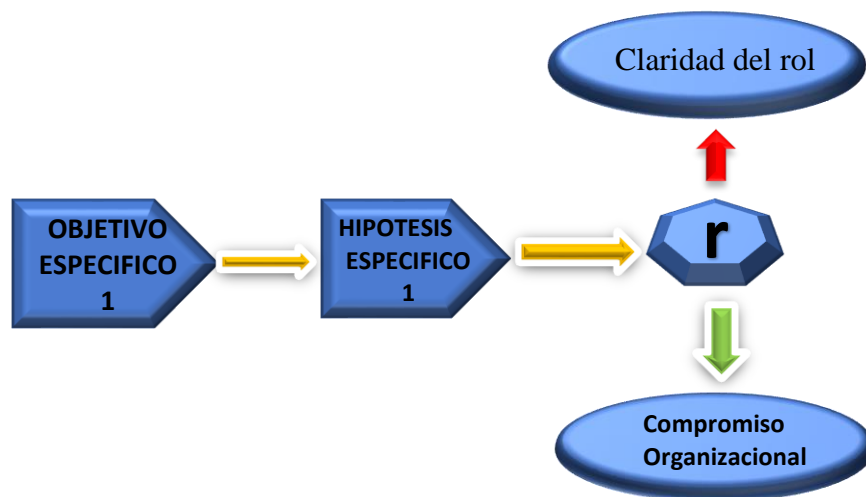 Claridad del rol
OBJETIVO
ESPECIFICO
1
HIPOTESIS
ESPECIFICO
1
r
Compromiso
Organizacional